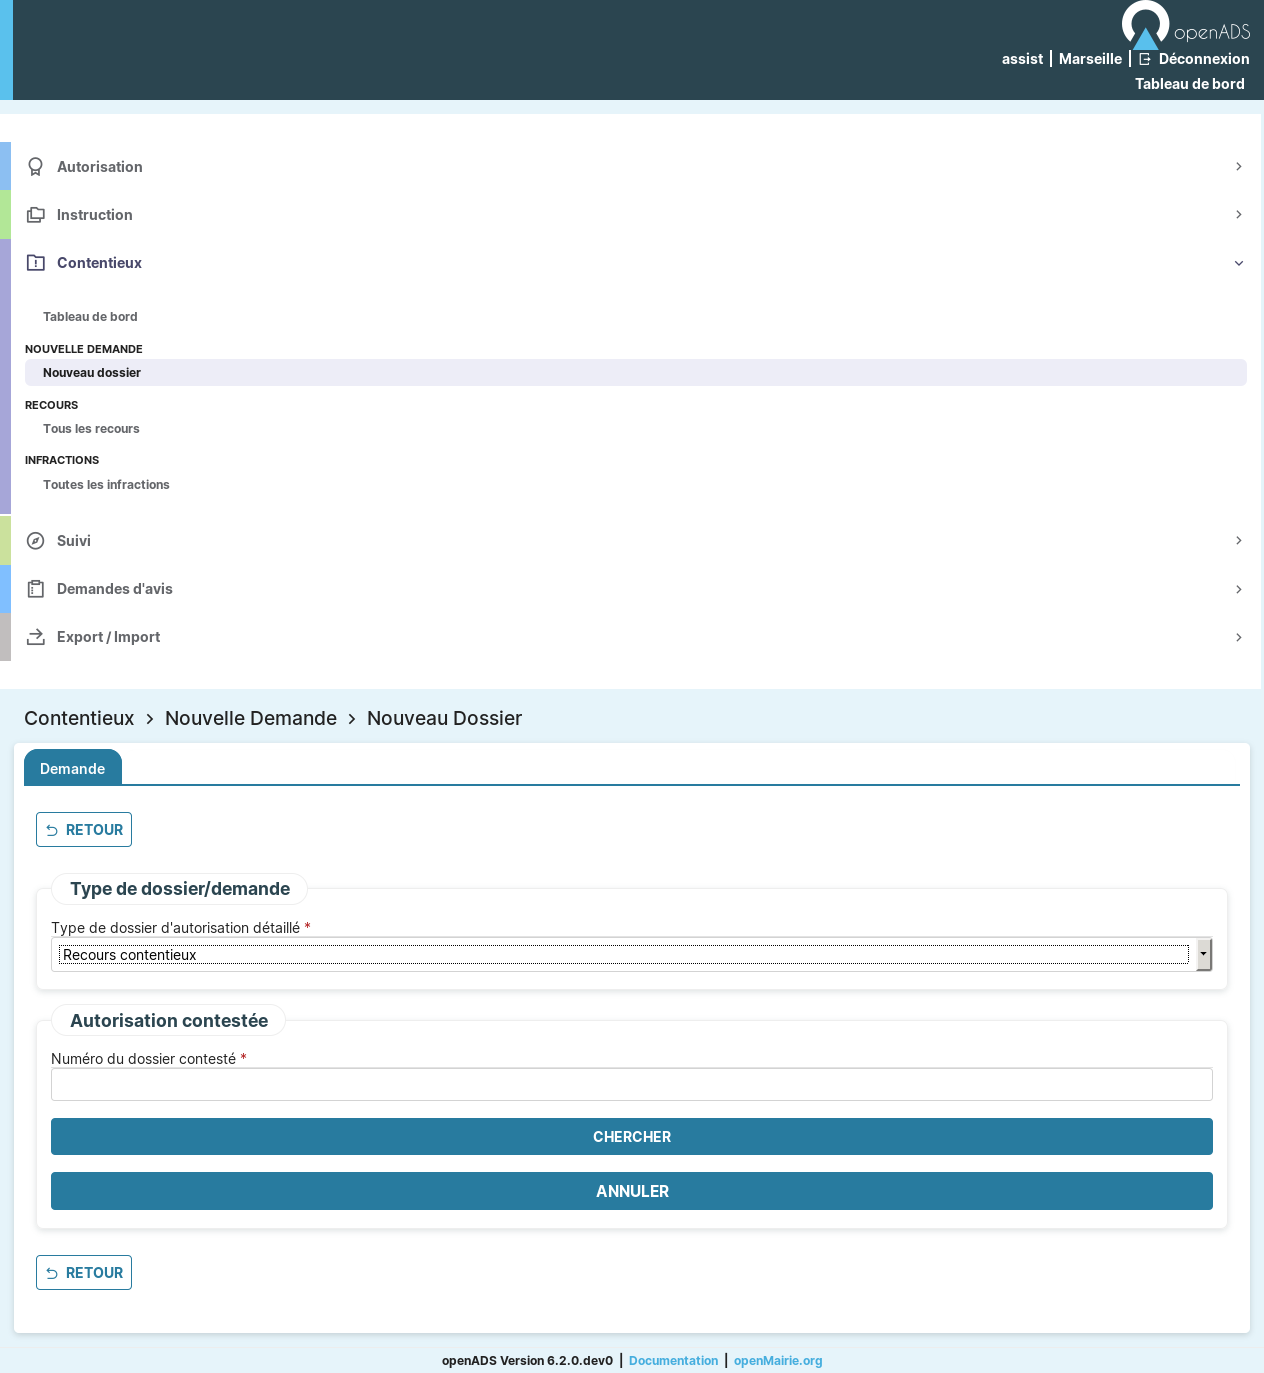 openADS
assist | Marseille | Déconnexion
Tableau de bord
Autorisation
Instruction
Contentieux
Tableau de bord
NOUVELLE DEMANDE
Nouveau dossier
RECOURS
Tous les recours
INFRACTIONS
Toutes les infractions
Suivi
Demandes d'avis
Export / Import
Contentieux > Nouvelle Demande > Nouveau Dossier
Demande
RETOUR
Type de dossier/demande
Type de dossier d'autorisation détaillé *
Recours contentieux
Autorisation contestée
Numéro du dossier contesté *
CHERCHER
ANNULER
RETOUR
openADS Version 6.2.0.dev0 | Documentation | openMairie.org